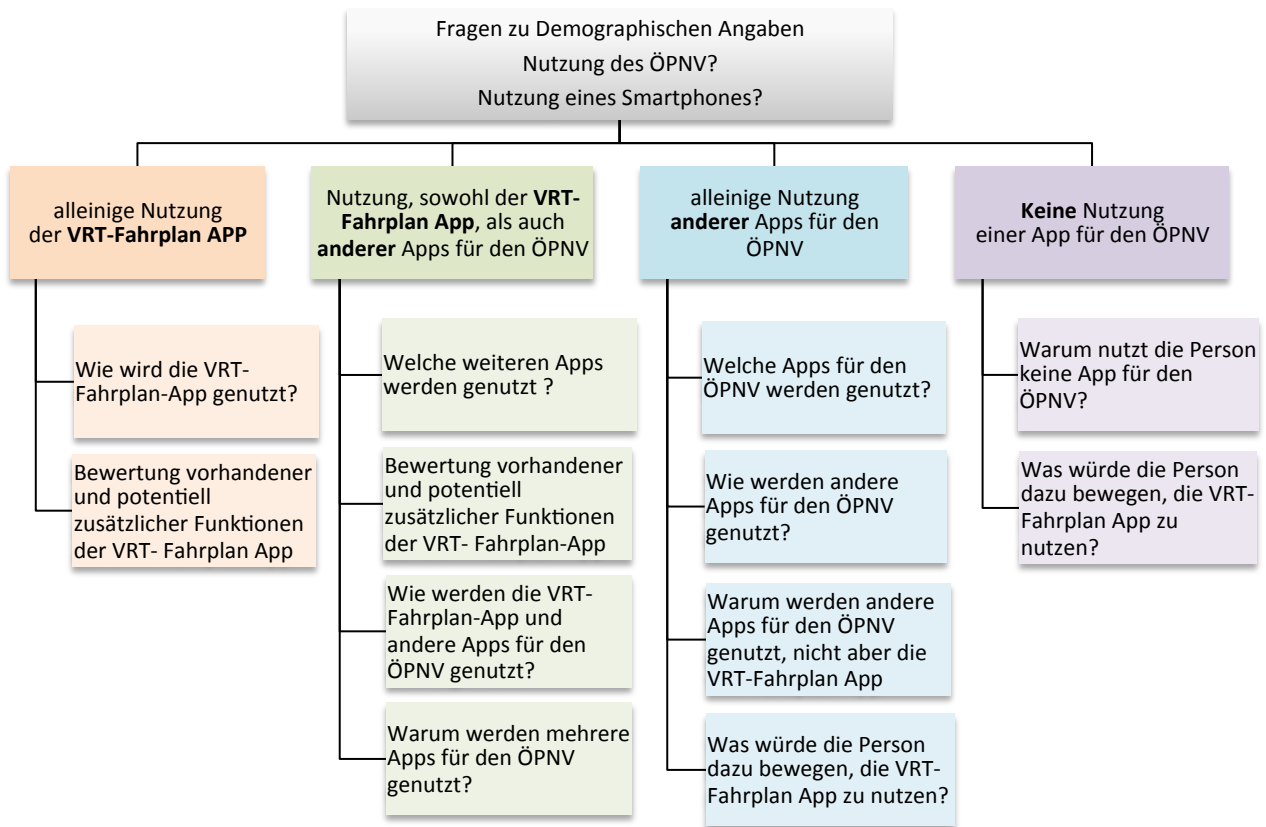 Fragen zu Demographischen Angaben
Nutzung des ÖPNV?
Nutzung eines Smartphones?
alleinige Nutzung
der VRT-Fahrplan APP
Wie wird die VRT-
Fahrplan-App genutzt?
Bewertung vorhandener
und potentiell
zusätzlicher Funktionen
der VRT- Fahrplan App
Nutzung, sowohl der VRT-
Fahrplan App, als auch
anderer Apps für den ÖPNV
Welche weiteren Apps
werden genutzt ?
Bewertung vorhandener
und potentiell
zusätzlicher Funktionen
der VRT- Fahrplan-App
Wie werden die VRT-
Fahrplan-App und
andere Apps für den
ÖPNV genutzt?
Warum werden mehrere
Apps für den ÖPNV
genutzt?
alleinige Nutzung
anderer Apps für den
ÖPNV
Welche Apps für den
ÖPNV werden genutzt?
Wie werden andere
Apps für den ÖPNV
genutzt?
Warum werden andere
Apps für den ÖPNV
genutzt, nicht aber die
VRT-Fahrplan App
Was würde die Person
dazu bewegen, die VRT-
Fahrplan App zu nutzen?
Keine Nutzung
einer App für den ÖPNV
Warum nutzt die Person
keine App für den
ÖPNV?
Was würde die Person
dazu bewegen, die VRT-
Fahrplan App zu
nutzen?